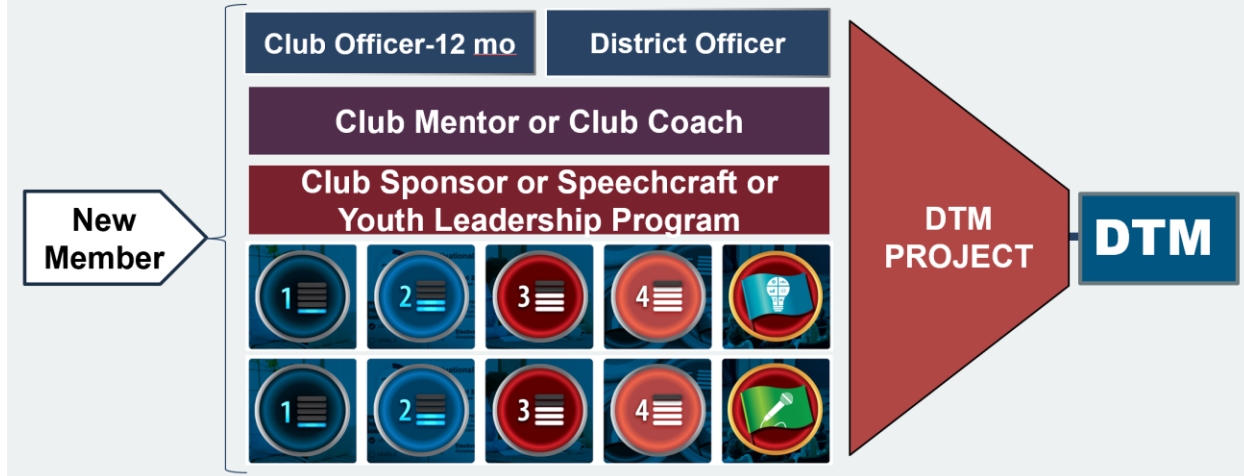 New
Member
Club Officer-12 mo
District Officer
Club Mentor or Club Coach
Club Sponsor or Speechcraft or
Youth Leadership Program
1
2
3
4
1
2
3
4
DTM
PROJECT
DTM